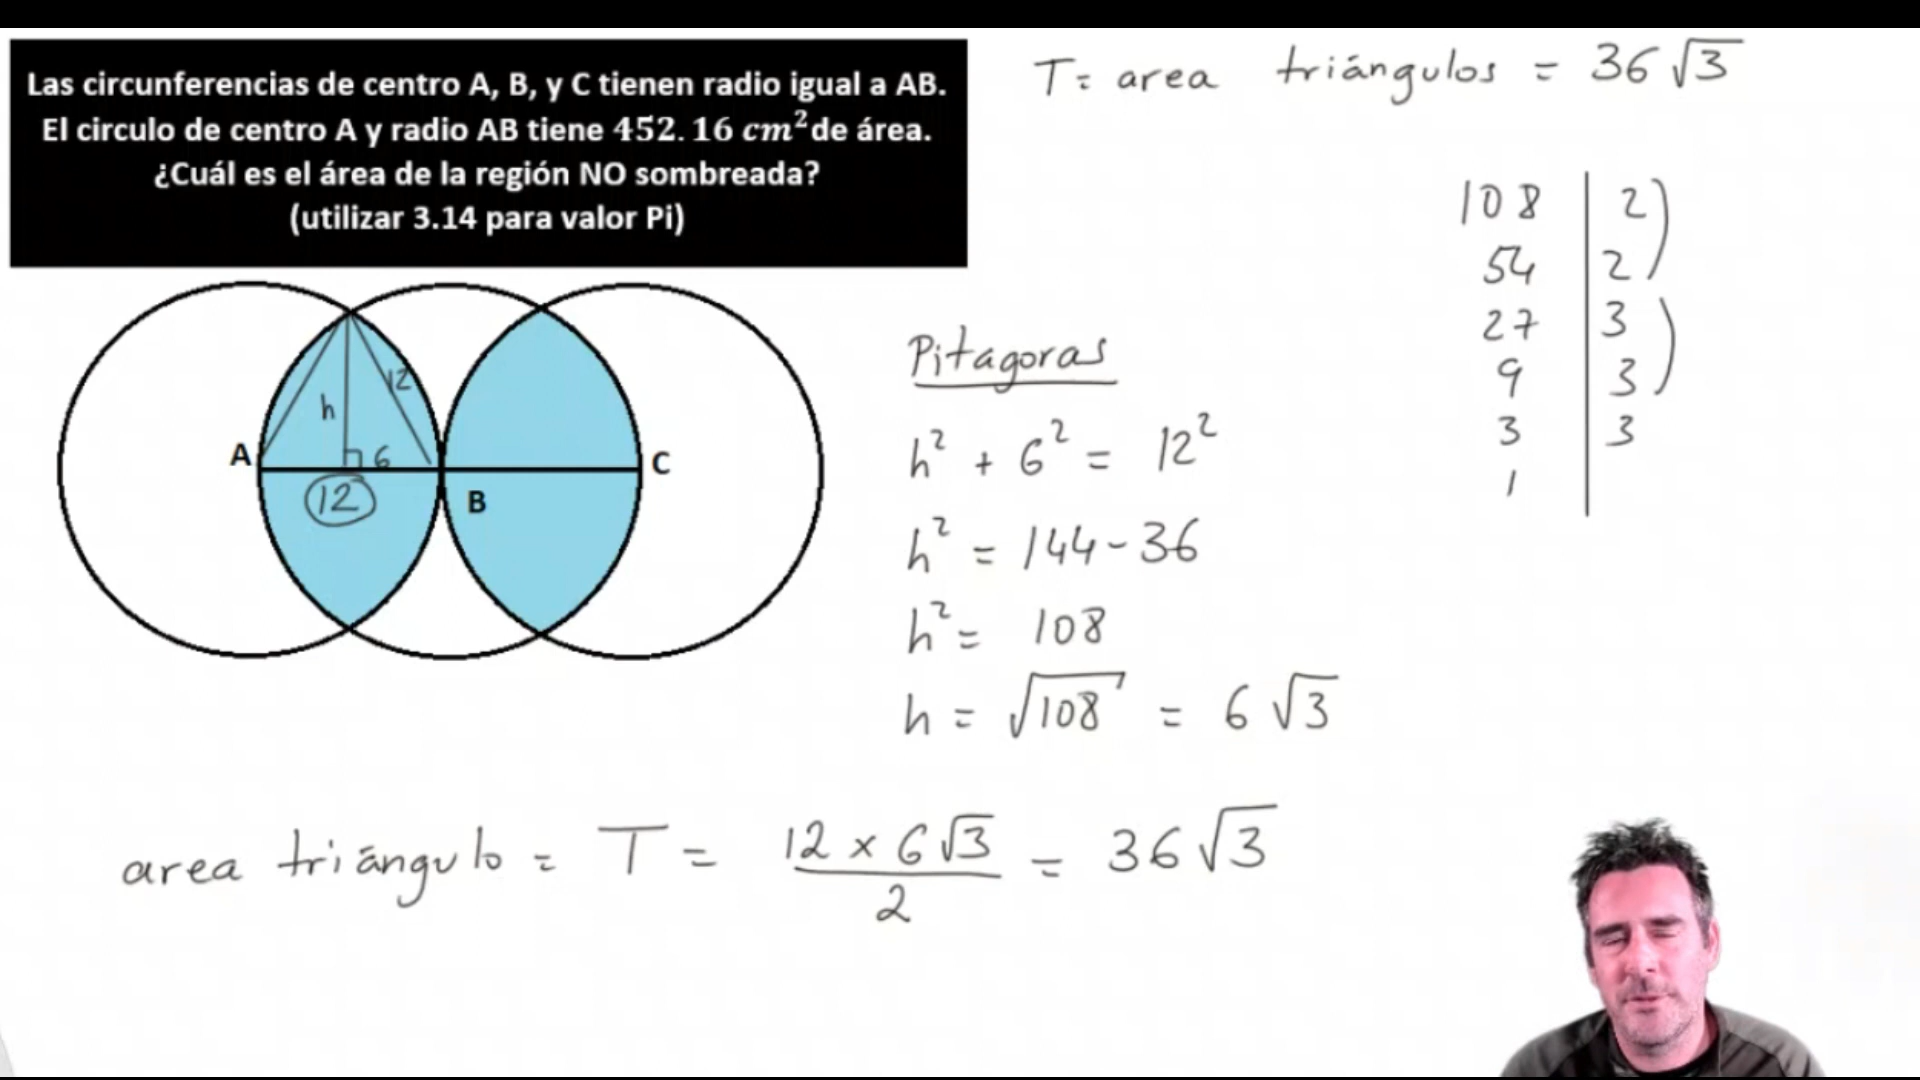 Las circunferencias de centro A, B, y C tienen radio igual a AB.
El circulo de centro A y radio AB tiene 452.16 cm² de área.
¿Cuál es el área de la región NO sombreada?
(utilizar 3.14 para valor Pi)
T = area triángulos = 36 √3
108 | 2
54 | 2
27 | 3
9 | 3
3 | 3
1
A
h
12
6
12
B
C
Pitagoras
h² + 6² = 12²
h² = 144 - 36
h² = 108
h = √108 = 6 √3
area triángulo = T = 12 x 6√3 / 2 = 36 √3